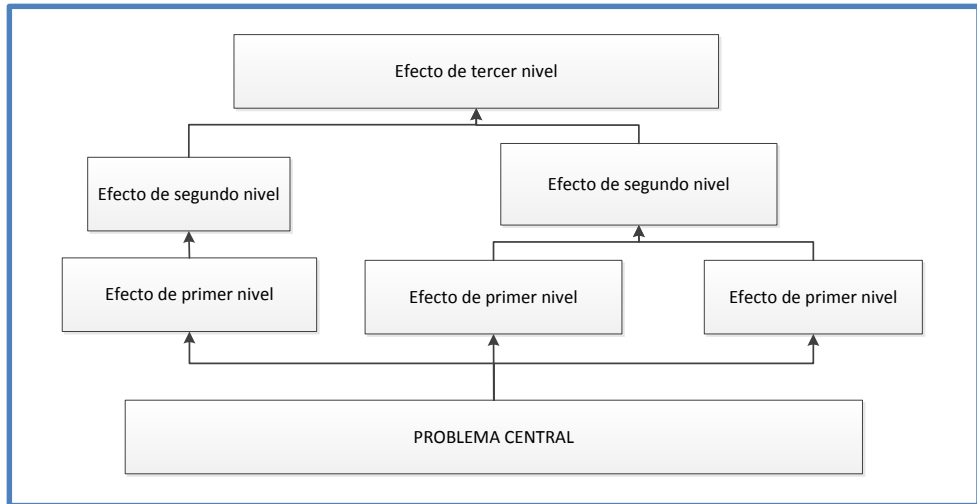 Efecto de tercer nivel
Efecto de segundo nivel
Efecto de segundo nivel
Efecto de primer nivel
Efecto de primer nivel
Efecto de primer nivel
PROBLEMA CENTRAL